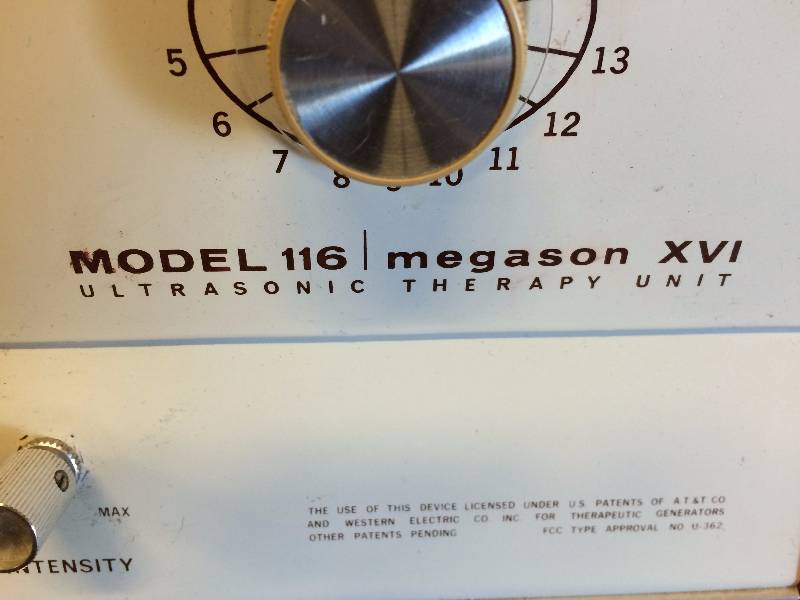 5 13
6 12
7 11
8 9 10
MODEL 116 | megason XVI
ULTRASONIC THERAPY UNIT
MAX
INTENSITY
THE USE OF THIS DEVICE LICENSED UNDER U.S. PATENTS OF A.T&T CO
AND WESTERN ELECTRIC CO. INC FOR THERAPEUTIC GENERATORS
OTHER PATENTS PENDING FCC TYPE APPROVAL NO U-362